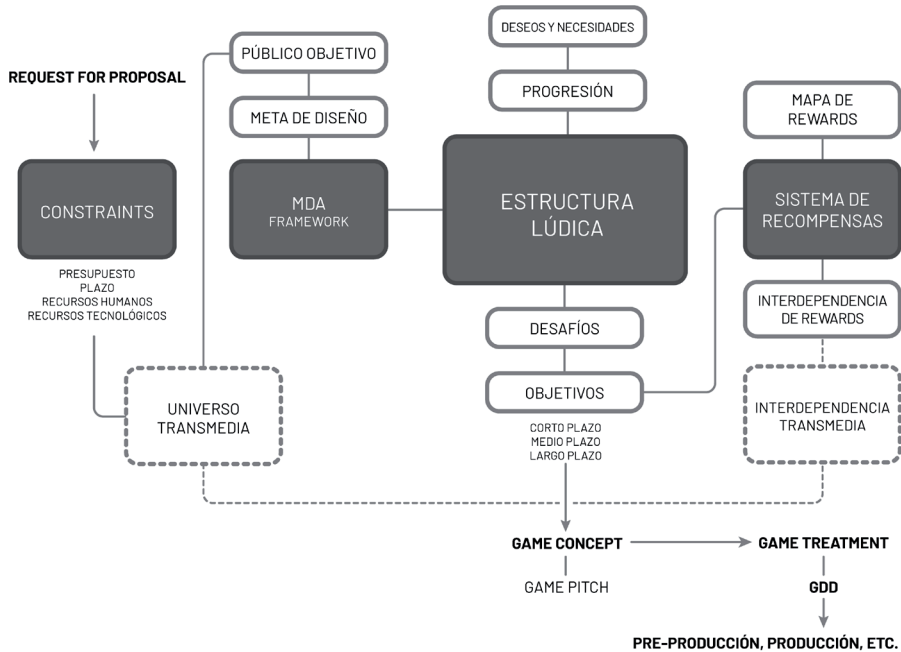 REQUEST FOR PROPOSAL
CONSTRAINTS
PRESUPUESTO
PLAZO
RECURSOS HUMANOS
RECURSOS TECNOLÓGICOS
UNIVERSO
TRANSMEDIA
PÚBLICO OBJETIVO
META DE DISEÑO
MDA
FRAMEWORK
DESEOS Y NECESIDADES
PROGRESIÓN
ESTRUCTURA
LÚDICA
DESAFÍOS
OBJETIVOS
CORTO PLAZO
MEDIO PLAZO
LARGO PLAZO
MAPA DE
REWARDS
SISTEMA DE
RECOMPENSAS
INTERDEPENDENCIA
DE REWARDS
INTERDEPENDENCIA
TRANSMEDIA
GAME CONCEPT
GAME PITCH
GAME TREATMENT
GDD
PRE-PRODUCCIÓN, PRODUCCIÓN, ETC.